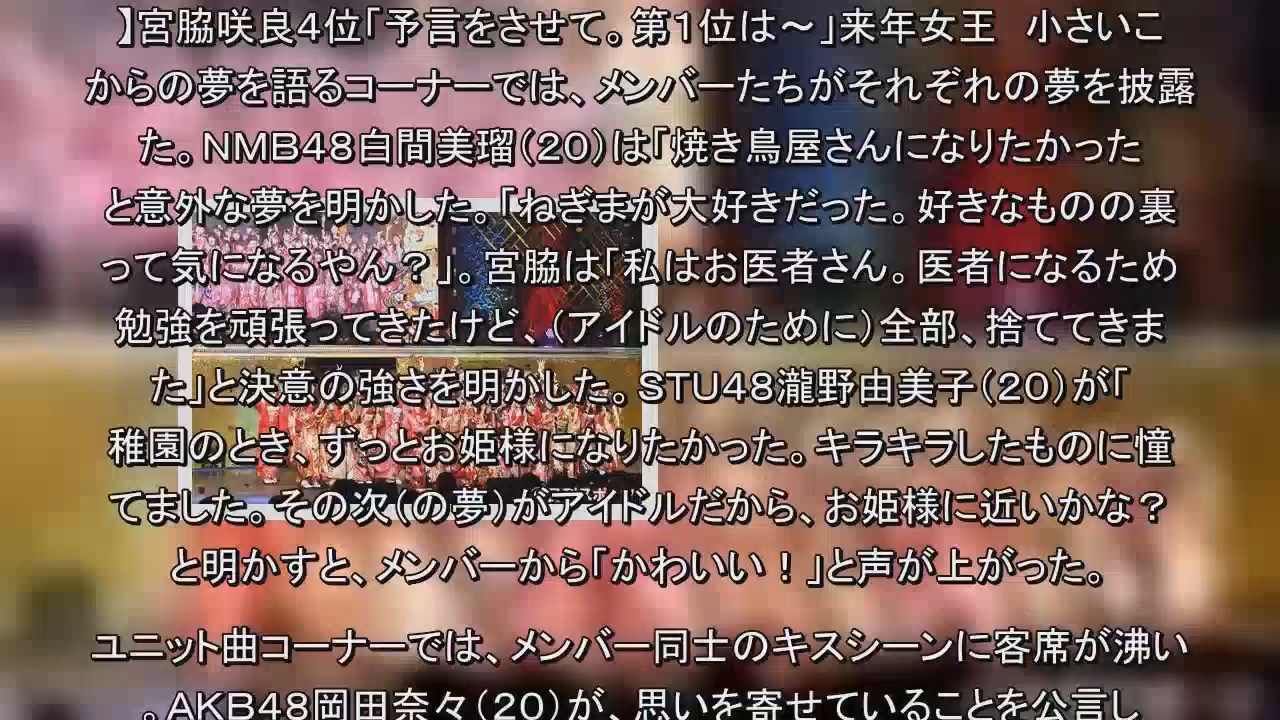 】宮脇咲良4位「予言をさせて。第1位は～」来年女王　小さいこ
からの夢を語るコーナーでは、メンバーたちがそれぞれの夢を披露
た。NMB48白間美瑠（20）は「焼き鳥屋さんになりたかった
と意外な夢を明かした。「ねぎまが大好きだった。好きなものの裏
って気になるやん？」。宮脇は「私はお医者さん。医者になるため
勉強を頑張ってきたけど、（アイドルのために）全部、捨ててきま
た」と決意の強さを明かした。STU48瀧野由美子（20）が「
稚園のとき、ずっとお姫様になりたかった。キラキラしたものに憧
てました。その次（の夢）がアイドルだから、お姫様に近いかな？
と明かすと、メンバーから「かわいい！」と声が上がった。
ユニット曲コーナーでは、メンバー同士のキスシーンに客席が沸い
。AKB48岡田奈々（20）が、思いを寄せていることを公言し